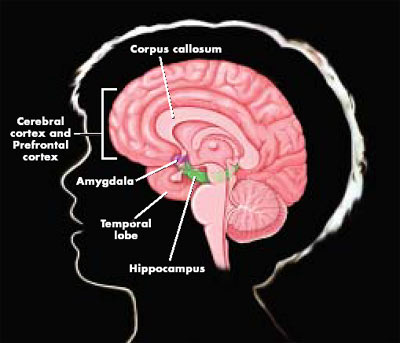 Corpus callosum
Cerebral
cortex and
Prefrontal
cortex
Amygdala
Temporal
lobe
Hippocampus